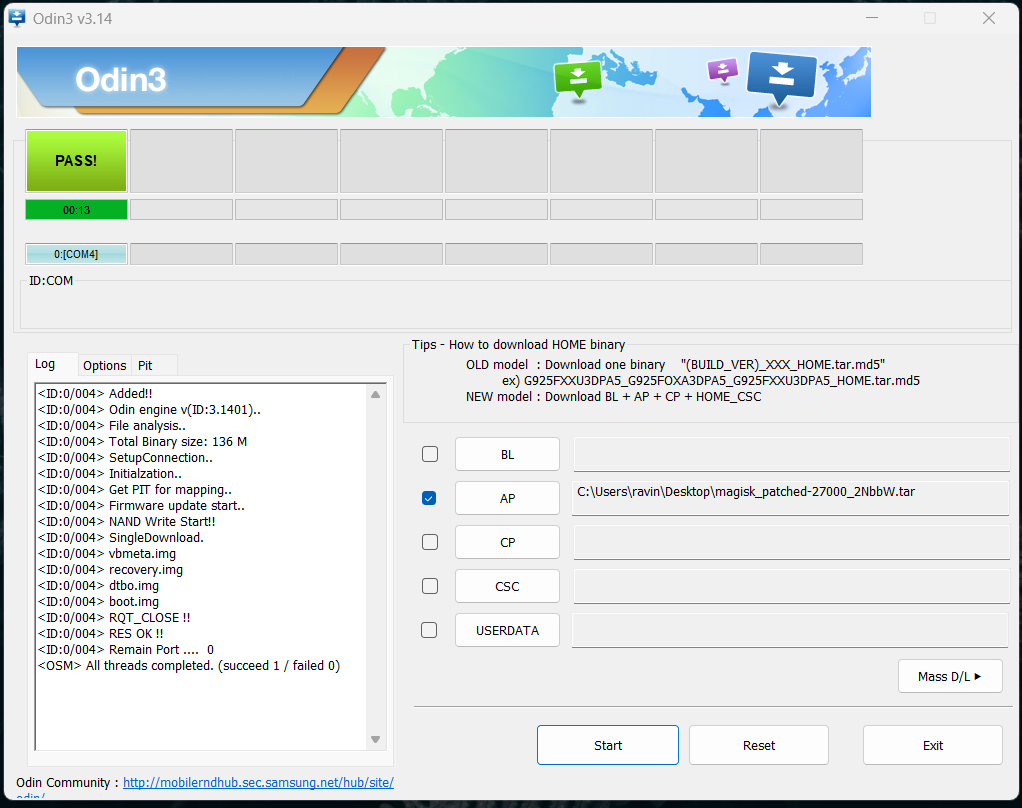 Odin3 v3.14
Odin3
PASS!
00:13
0:[COM4]
ID:COM
Log Options Pit
<ID:0/004> Added!!
<ID:0/004> Odin engine v(ID:3.1401)..
<ID:0/004> File analysis..
<ID:0/004> Total Binary size: 136 M
<ID:0/004> SetupConnection..
<ID:0/004> Initialzation..
<ID:0/004> Get PIT for mapping..
<ID:0/004> Firmware update start..
<ID:0/004> NAND Write Start!!
<ID:0/004> SingleDownload.
<ID:0/004> vbmeta.img
<ID:0/004> recovery.img
<ID:0/004> dtbo.img
<ID:0/004> boot.img
<ID:0/004> RQT_CLOSE !!
<ID:0/004> RES OK !!
<ID:0/004> Remain Port .... 0
<OSM> All threads completed. (succeed 1 / failed 0)
Tips - How to download HOME binary
OLD model : Download one binary "(BUILD_VER)_XXX_HOME.tar.md5"
ex) G925FXXU3DPA5_G925FOXA3DPA5_G925FXXU3DPA5_HOME.tar.md5
NEW model : Download BL + AP + CP + HOME_CSC
BL
AP C:\Users\ravin\Desktop\magisk_patched-27000_2NbbW.tar
CP
CSC
USERDATA
Mass D/L ►
Start Reset Exit
Odin Community : http://mobilerndhub.sec.samsung.net/hub/site/
odin/